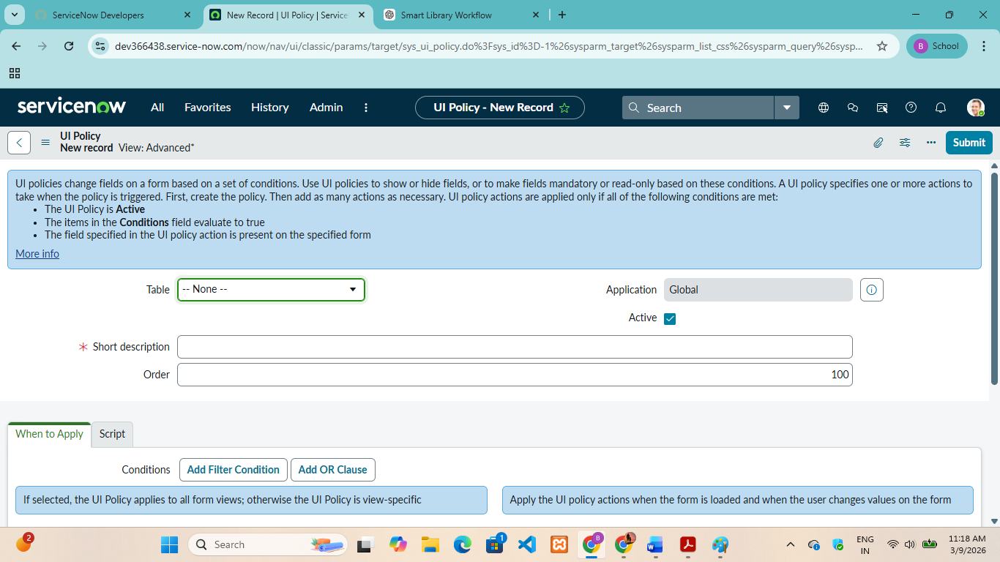 ServiceNow Developers
New Record | UI Policy | Service
Smart Library Workflow
dev366438.service-now.com/now/nav/ui/classic/params/target/sys_ui_policy.do%3Fsys_id%3D-1%26sysparm_target%26sysparm_list_css%26sysparm_query%26sysp...
B School
servicenow All Favorites History Admin UI Policy - New Record Search
UI Policy
New record View: Advanced*
Submit
UI policies change fields on a form based on a set of conditions. Use UI policies to show or hide fields, or to make fields mandatory or read-only based on these conditions. A UI policy specifies one or more actions to
take when the policy is triggered. First, create the policy. Then add as many actions as necessary. UI policy actions are applied only if all of the following conditions are met:
• The UI Policy is Active
• The items in the Conditions field evaluate to true
• The field specified in the UI policy action is present on the specified form
More info
Table -- None -- Application Global
Active
* Short description
Order 100
When to Apply Script
Conditions Add Filter Condition Add OR Clause
If selected, the UI Policy applies to all form views; otherwise the UI Policy is view-specific
Apply the UI policy actions when the form is loaded and when the user changes values on the form
2
Search
1
B
ENG
IN
11:18 AM
3/9/2026